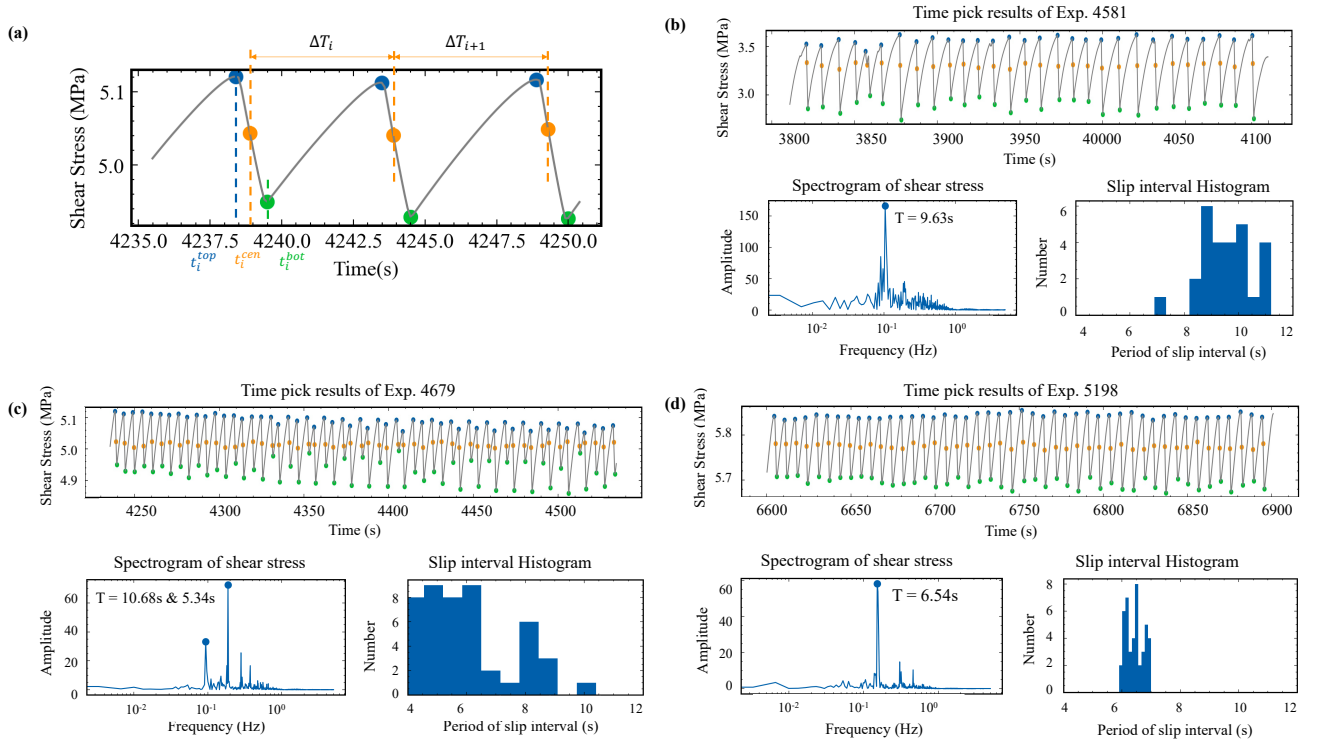 (a)
ΔT_i
ΔT_{i+1}
Shear Stress (MPa)
5.1
5.0
4235.0 4237.5 4240.0 4242.5 4245.0 4247.5 4250.0
t_i^{top} t_i^{cen} t_i^{bot}
Time(s)
(b)
Time pick results of Exp. 4581
Shear Stress (MPa)
3.5
3.0
3800 3850 3900 3950 40000 4050 4100
Time (s)
Spectrogram of shear stress
T = 9.63s
Amplitude
150
100
50
0
10^{-2} 10^{-1} 10^{0}
Frequency (Hz)
Slip interval Histogram
Number
6
4
2
0
4 6 8 10 12
Period of slip interval (s)
(c)
Time pick results of Exp. 4679
Shear Stress (MPa)
5.1
5.0
4.9
4250 4300 4350 4400 4450 4500
Time (s)
Spectrogram of shear stress
T = 10.68s & 5.34s
Amplitude
60
40
20
0
10^{-2} 10^{-1} 10^{0}
Frequency (Hz)
Slip interval Histogram
Number
8
6
4
2
0
4 6 8 10 12
Period of slip interval (s)
(d)
Time pick results of Exp. 5198
Shear Stress (MPa)
5.8
5.7
6600 6650 6700 6750 6800 6850 6900
Time (s)
Spectrogram of shear stress
T = 6.54s
Amplitude
60
40
20
0
10^{-2} 10^{-1} 10^{0}
Frequency (Hz)
Slip interval Histogram
Number
8
6
4
2
0
4 6 8 10 12
Period of slip interval (s)